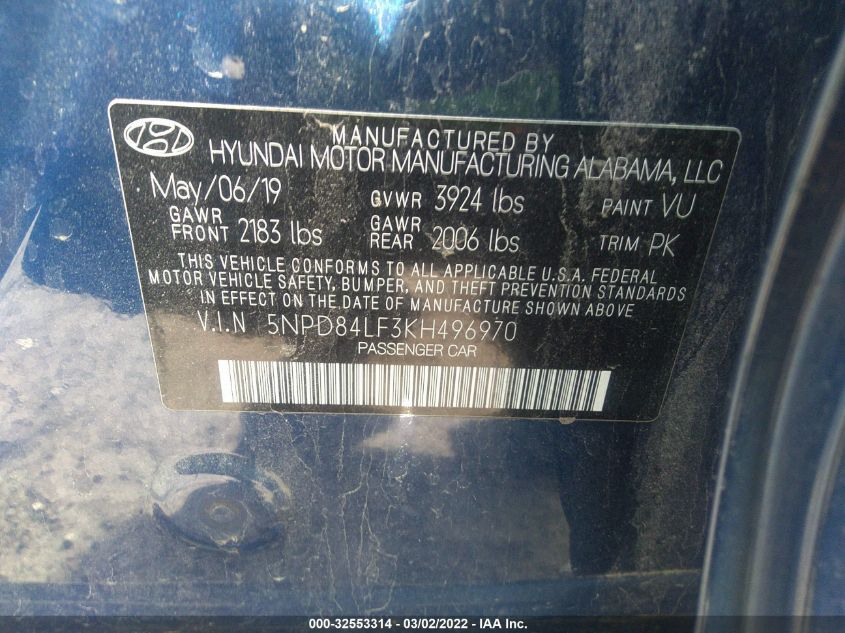 MANUFACTURED BY
HYUNDAI MOTOR MANUFACTURING ALABAMA, LLC
May/06/19 GVWR 3924 lbs PAINT VU
GAWR FRONT 2183 lbs GAWR REAR 2006 lbs TRIM PK
THIS VEHICLE CONFORMS TO ALL APPLICABLE U.S.A. FEDERAL
MOTOR VEHICLE SAFETY, BUMPER, AND THEFT PREVENTION STANDARDS
IN EFFECT ON THE DATE OF MANUFACTURE SHOWN ABOVE.
V.I.N 5NPD84LF3KH496970
PASSENGER CAR
000-32553314 - 03/02/2022 - IAA Inc.